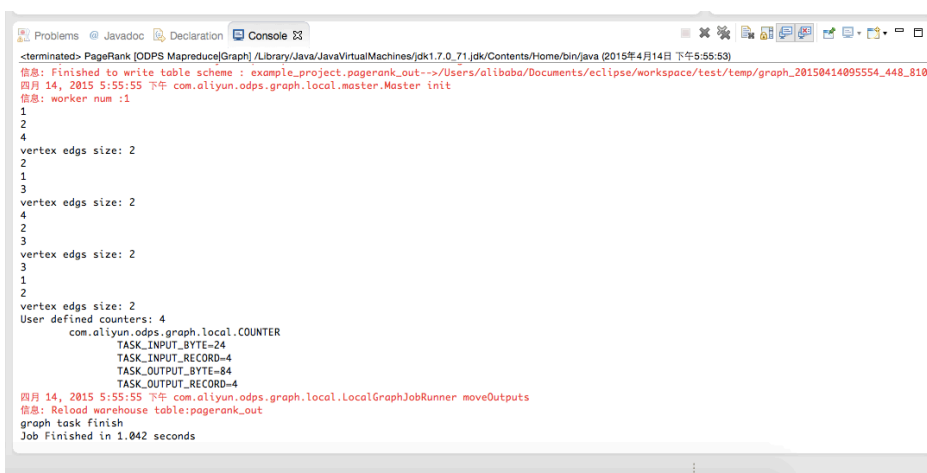 Problems @ Javadoc Declaration Console
<terminated> PageRank [ODPS Mapreduce|Graph] /Library/Java/JavaVirtualMachines/jdk1.7.0_71.jdk/Contents/Home/bin/java (2015年4月14日 下午5:55:53)
信息: Finished to write table scheme : example_project.pagerank_out-->/Users/alibaba/Documents/eclipse/workspace/test/temp/graph_20150414095554_448_810
四月 14, 2015 5:55:55 下午 com.aliyun.odps.graph.local.master.Master init
信息: worker num :1
1
2
4
vertex edgs size: 2
2
1
3
vertex edgs size: 2
4
2
3
vertex edgs size: 2
3
1
2
vertex edgs size: 2
User defined counters: 4
com.aliyun.odps.graph.local.COUNTER
TASK_INPUT_BYTE=24
TASK_INPUT_RECORD=4
TASK_OUTPUT_BYTE=84
TASK_OUTPUT_RECORD=4
四月 14, 2015 5:55:55 下午 com.aliyun.odps.graph.local.LocalGraphJobRunner moveOutputs
信息: Reload warehouse table:pagerank_out
graph task finish
Job Finished in 1.042 seconds